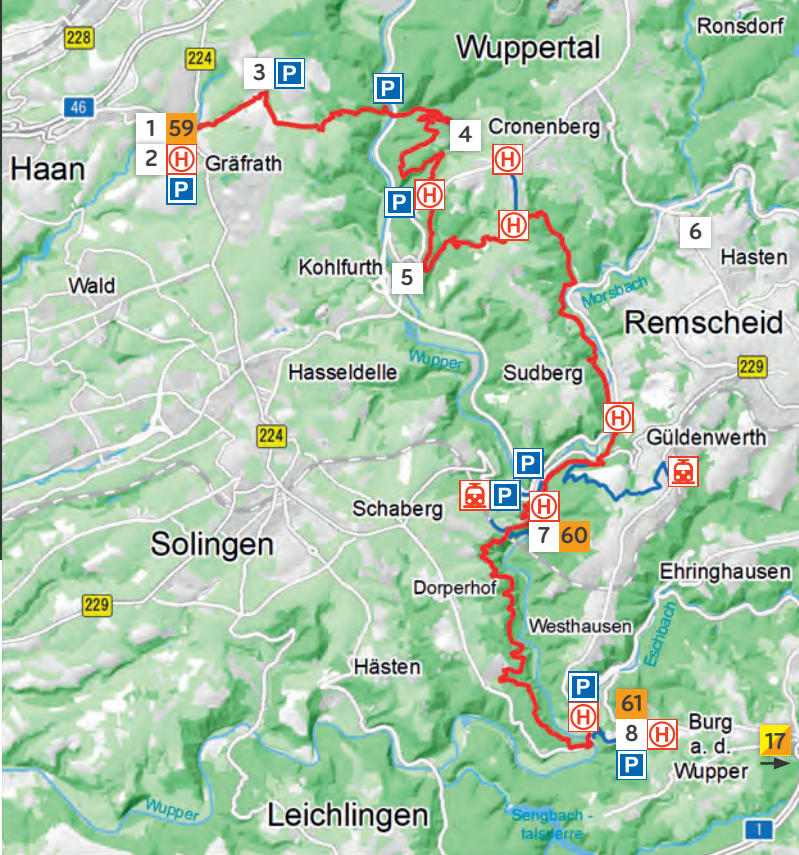 Ronsdorf
228
Wuppertal
224
3 P
P
46
1 59
4
Cronenberg
2 H
Gräfrath
H
Haan
P
H
P
H
6
Hasten
Kohlfurth
5
Wald
Morsbach
Remscheid
Wupper
229
Hasseldelle
Sudberg
H
224
Güldenwerth
P
P
Schaberg
H
7 60
Solingen
Ehringhausen
Dorperhof
229
Westhausen
Eschbach
Hästen
P
61
H
8 H
Burg
a. d.
Wupper
17
P
Wupper
Leichlingen
Sengbach -
talsperre
1